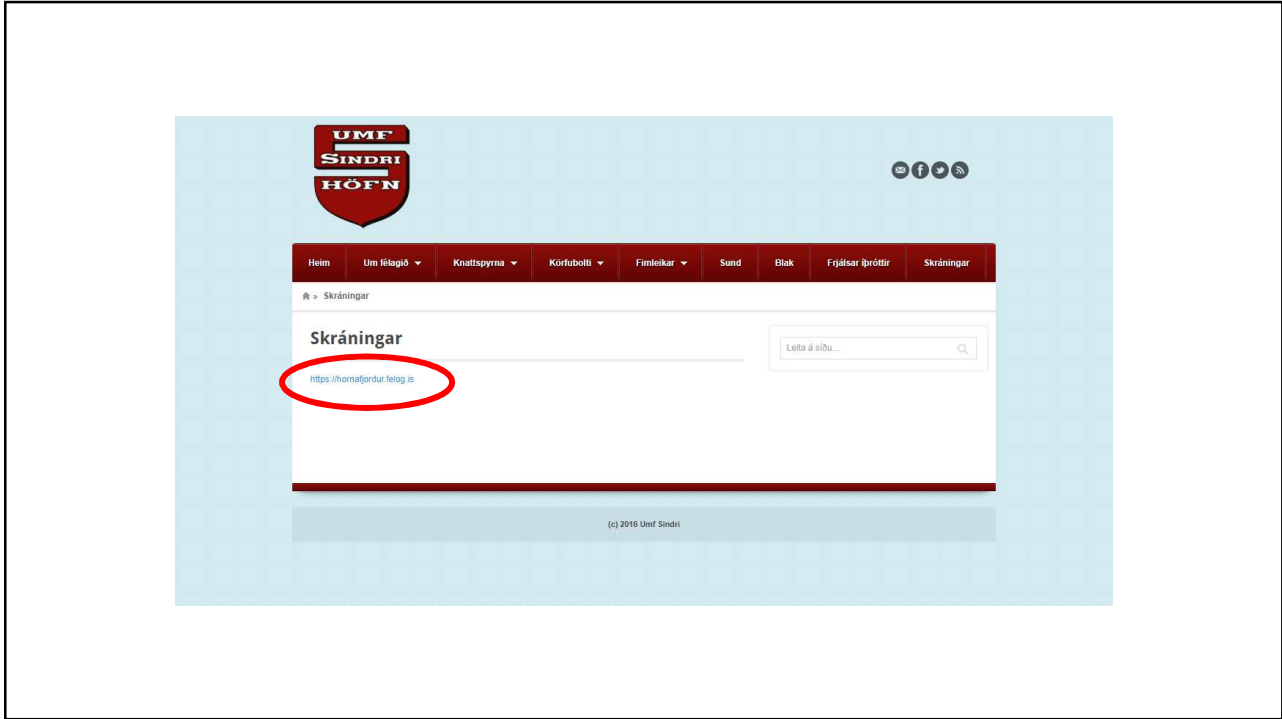 UMF
SINDRI
HÖFN
Heim Um félagið Knattspyrna Körfubolti Fimleikar Sund Blak Frjálsar íþróttir Skráningar
» Skráningar
Skráningar
Leita á síðu...
https://hornafjordur.felog.is
(c) 2016 Umf Sindri